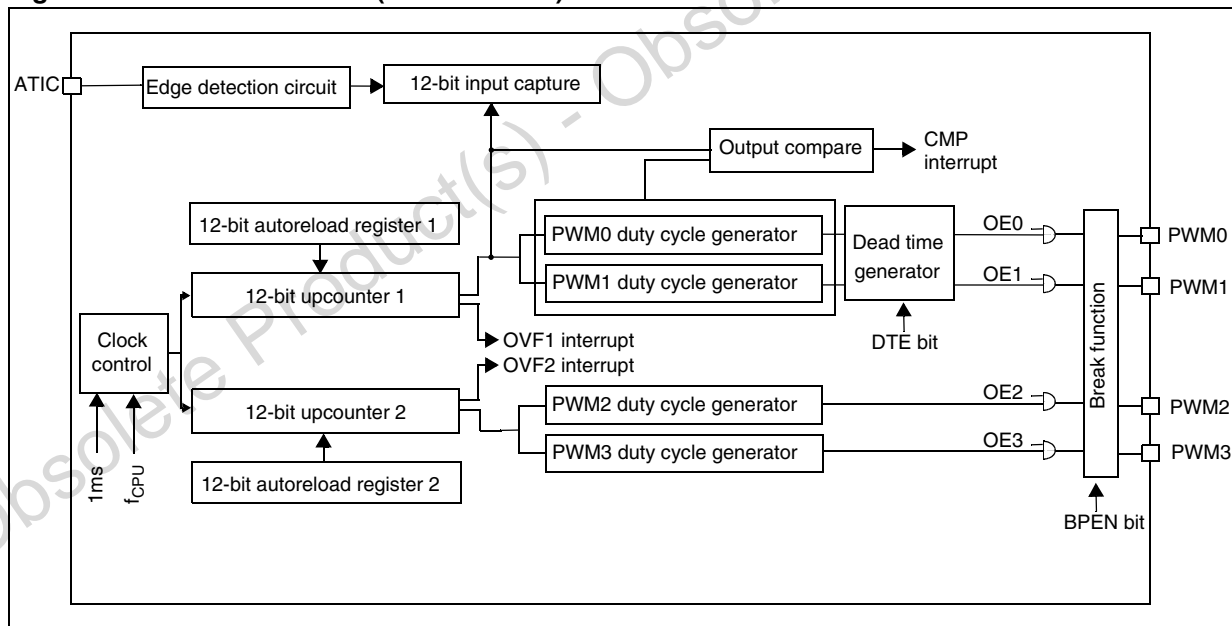 ATIC
Edge detection circuit
12-bit input capture
Output compare
CMP
interrupt
12-bit autoreload register 1
PWM0 duty cycle generator
PWM1 duty cycle generator
Dead time
generator
OE0
OE1
PWM0
PWM1
12-bit upcounter 1
Clock
control
OVF1 interrupt
OVF2 interrupt
DTE bit
Break function
12-bit upcounter 2
PWM2 duty cycle generator
PWM3 duty cycle generator
OE2
OE3
PWM2
PWM3
1ms
fCPU
12-bit autoreload register 2
BPEN bit
Obsolete Product(s) - Obso